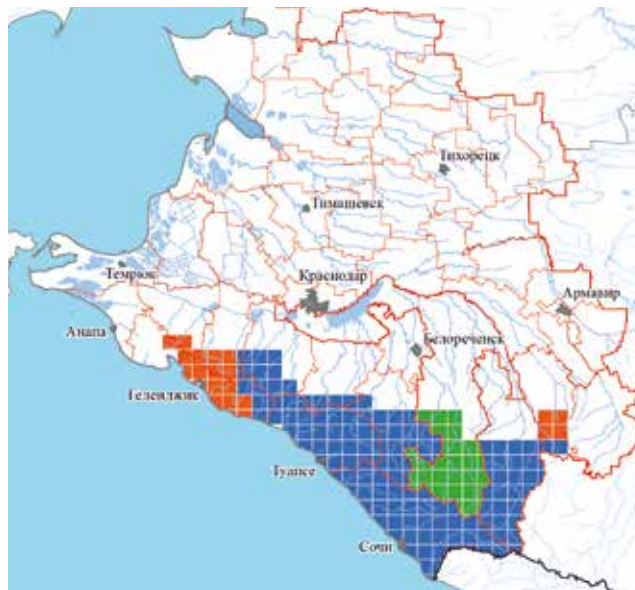 Тихорецк
Тимашевск
Темрюк
Краснодар
Армавир
Анапа
Белореченск
Геленджик
Туапсе
Сочи